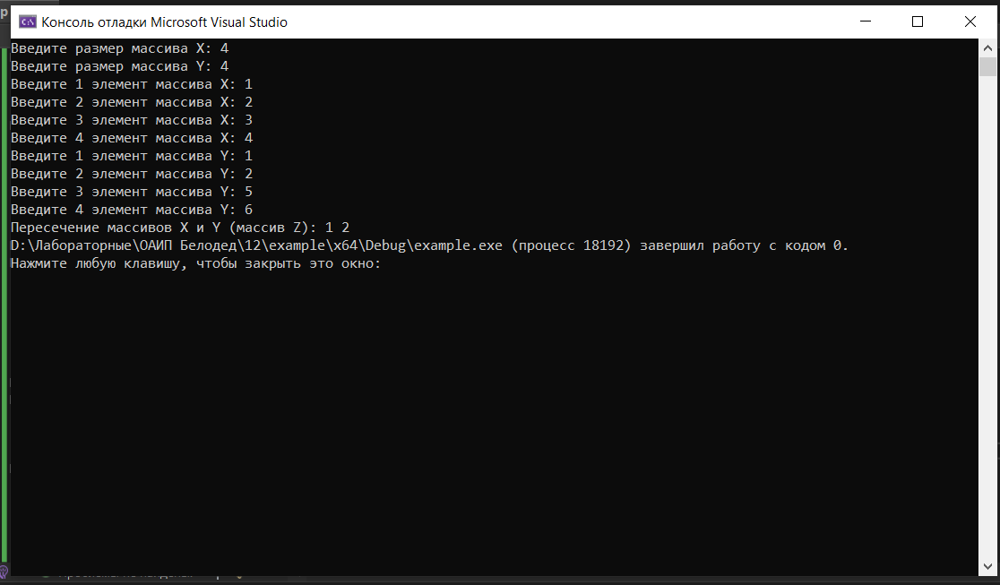 Консоль отладки Microsoft Visual Studio
Введите размер массива X: 4
Введите размер массива Y: 4
Введите 1 элемент массива X: 1
Введите 2 элемент массива X: 2
Введите 3 элемент массива X: 3
Введите 4 элемент массива X: 4
Введите 1 элемент массива Y: 1
Введите 2 элемент массива Y: 2
Введите 3 элемент массива Y: 5
Введите 4 элемент массива Y: 6
Пересечение массивов X и Y (массив Z): 1 2
D:\Лабораторные\ОАИП Белодед\12\example\x64\Debug\example.exe (процесс 18192) завершил работу с кодом 0.
Нажмите любую клавишу, чтобы закрыть это окно: